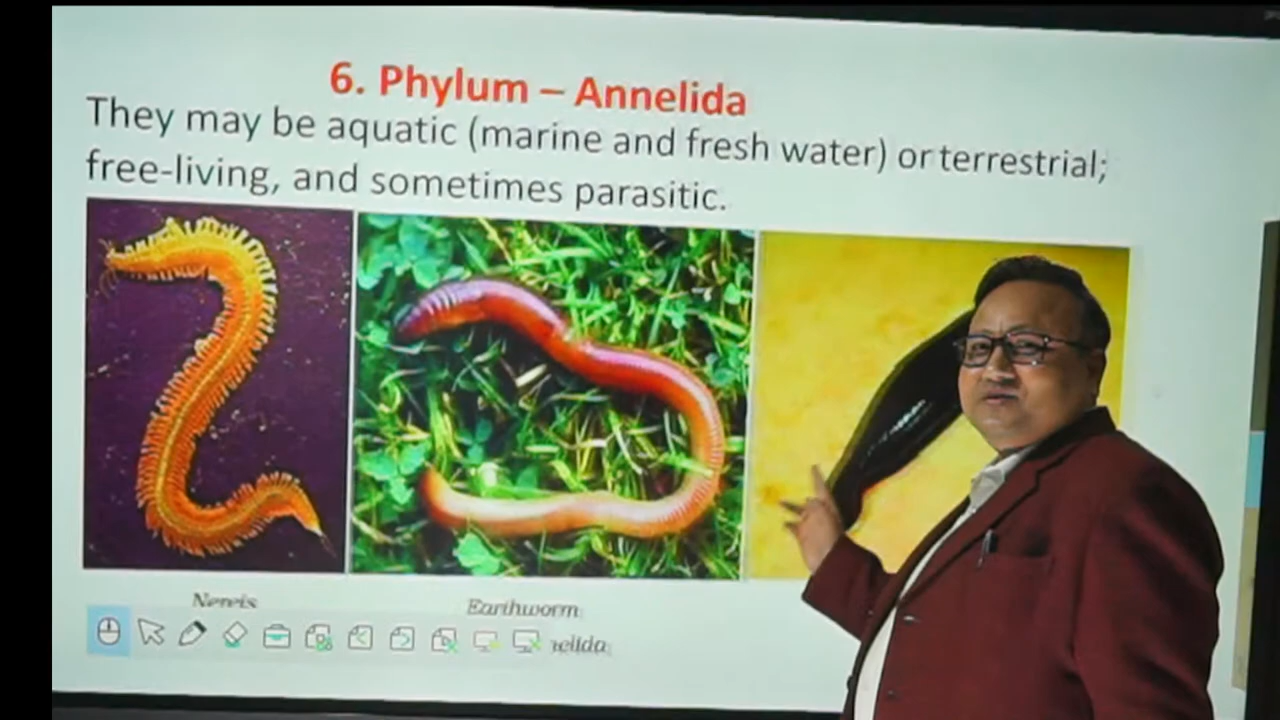 6. Phylum – Annelida
They may be aquatic (marine and fresh water) or terrestrial;
free-living, and sometimes parasitic.
Nereis
Earthworm